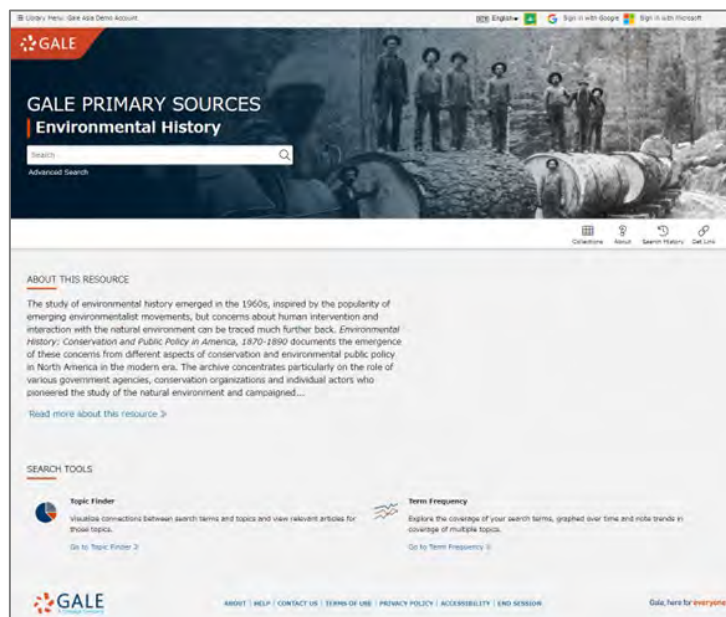 Library Menu: Gale Asia Demo Account
English
Sign in with Google
Sign in with Microsoft
GALE
GALE PRIMARY SOURCES
Environmental History
Search
Advanced Search
Collections
About
Search History
Get Link
ABOUT THIS RESOURCE
The study of environmental history emerged in the 1960s, inspired by the popularity of
emerging environmentalist movements, but concerns about human intervention and
interaction with the natural environment can be traced much further back. Environmental
History: Conservation and Public Policy in America, 1870-1890 documents the emergence
of these concerns from different aspects of conservation and environmental public policy
in North America in the modern era. The archive concentrates particularly on the role of
various government agencies, conservation organizations and individual actors who
pioneered the study of the natural environment and campaigned...
Read more about this resource »
SEARCH TOOLS
Topic Finder
Visualize connections between search terms and topics and view relevant articles for
those topics.
Go to Topic Finder »
Term Frequency
Explore the coverage of your search terms, graphed over time and note trends in
coverage of multiple topics.
Go to Term Frequency »
GALE
ABOUT | HELP | CONTACT US | TERMS OF USE | PRIVACY POLICY | ACCESSIBILITY | END SESSION
Gale, here for everyone